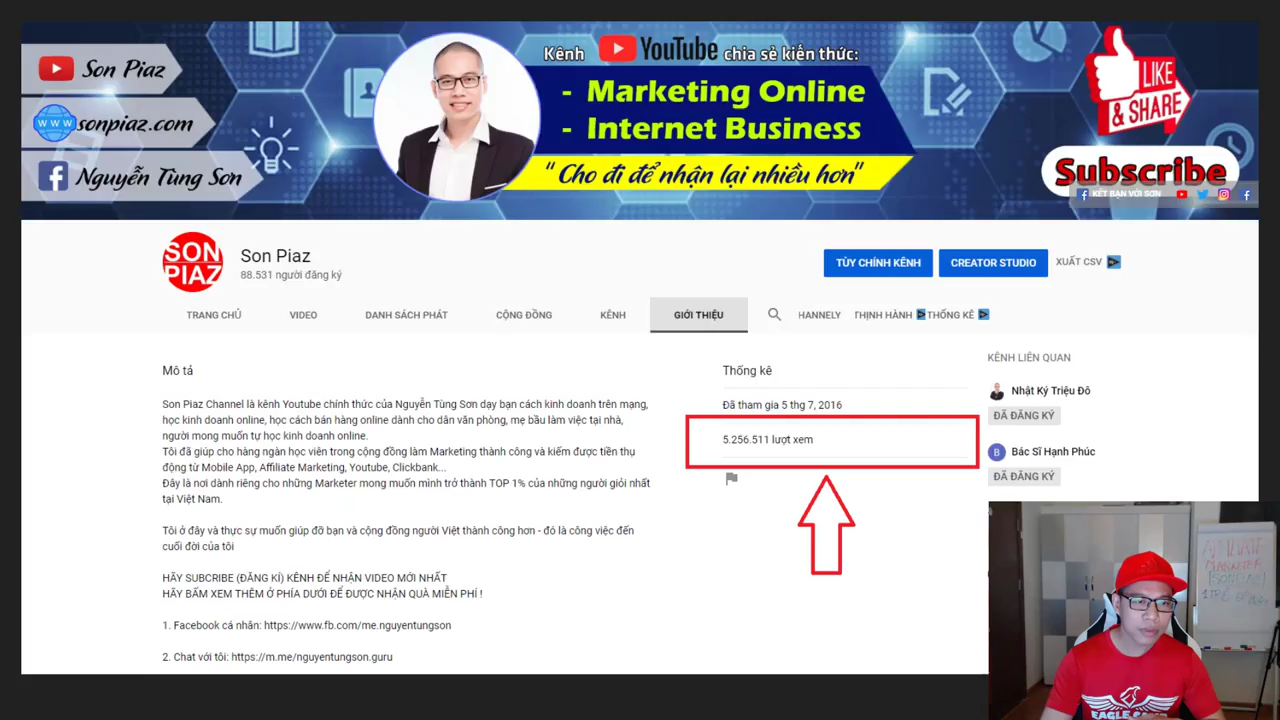 Son Piaz
www
sonpiaz.com
Nguyễn Tùng Sơn
Kênh YouTube chia sẻ kiến thức:
- Marketing Online
- Internet Business
"Cho đi để nhận lại nhiều hơn"
LIKE
& SHARE
Subscribe
KẾT BẠN VỚI SƠN
SON
PIAZ
Son Piaz
88.531 người đăng ký
TÙY CHỈNH KÊNH
CREATOR STUDIO
XUẤT CSV
TRANG CHỦ
VIDEO
DANH SÁCH PHÁT
CỘNG ĐỒNG
KÊNH
GIỚI THIỆU
HANNELY
THỊNH HÀNH
THỐNG KÊ
Mô tả
Son Piaz Channel là kênh Youtube chính thức của Nguyễn Tùng Sơn dạy bạn cách kinh doanh trên mạng,
học kinh doanh online, học cách bán hàng online dành cho dân văn phòng, mẹ bầu làm việc tại nhà,
người mong muốn tự học kinh doanh online.
Tôi đã giúp cho hàng ngàn học viên trong cộng đồng làm Marketing thành công và kiếm được tiền thụ
động từ Mobile App, Affiliate Marketing, Youtube, Clickbank...
Đây là nơi dành riêng cho những Marketer mong muốn mình trở thành TOP 1% của những người giỏi nhất
tại Việt Nam.
Tôi ở đây và thực sự muốn giúp đỡ bạn và cộng đồng người Việt thành công hơn - đó là công việc đến
cuối đời của tôi
HÃY SUBCRIBE (ĐĂNG KÍ) KÊNH ĐỂ NHẬN VIDEO MỚI NHẤT
HÃY BẤM XEM THÊM Ở PHÍA DƯỚI ĐỂ ĐƯỢC NHẬN QUÀ MIỄN PHÍ !
1. Facebook cá nhân: https://www.fb.com/me.nguyentungson
2. Chat với tôi: https://m.me/nguyentungson.guru
Thống kê
Đã tham gia 5 thg 7, 2016
5.256.511 lượt xem
KÊNH LIÊN QUAN
Nhật Ký Triệu Đô
ĐÃ ĐĂNG KÝ
B
Bác Sĩ Hạnh Phúc
ĐÃ ĐĂNG KÝ
AFFILIATE
MARKETER
EAGLE CAMP